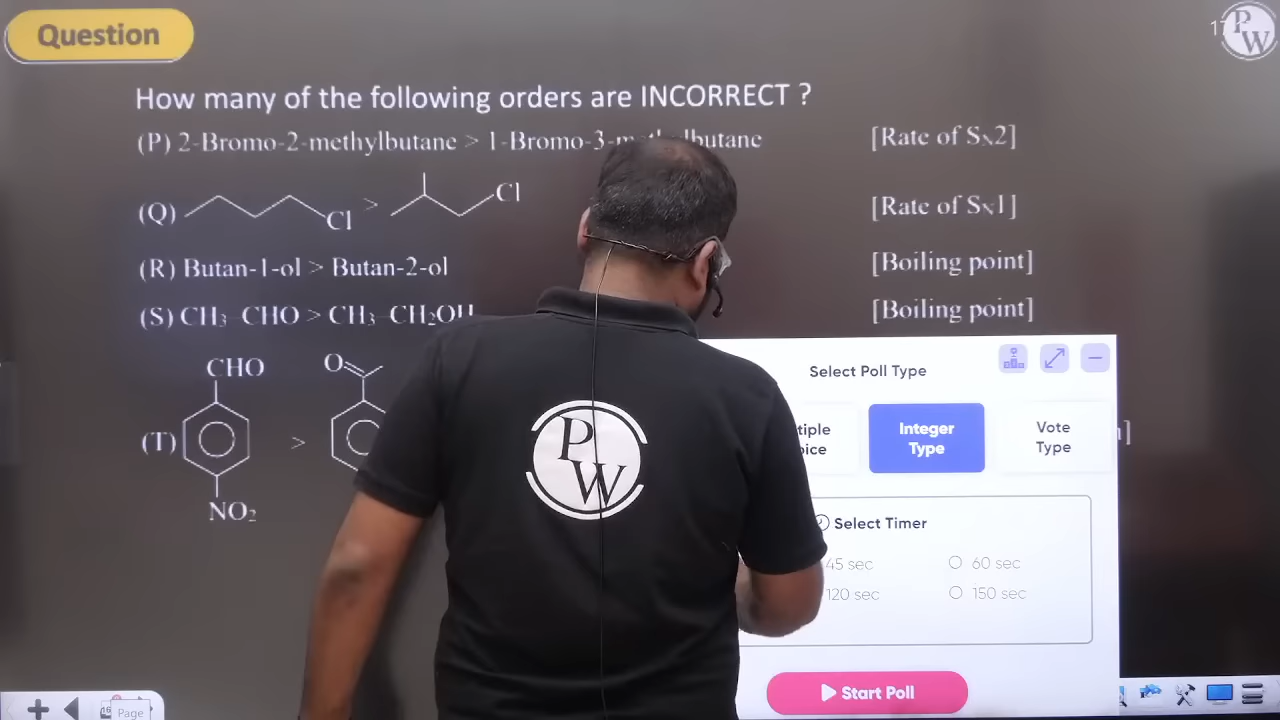 Question
PW
How many of the following orders are INCORRECT ?
(P) 2-Bromo-2-methylbutane > 1-Bromo-3-methylbutane [Rate of SN2]
(Q) Cl > Cl [Rate of SN1]
(R) Butan-1-ol > Butan-2-ol [Boiling point]
(S) CH3 CHO > CH3 CH2OH [Boiling point]
CHO O
(T) >
NO2
PW
Select Poll Type
Integer Type
Vote Type
Select Timer
45 sec 60 sec
120 sec 150 sec
Start Poll
Page